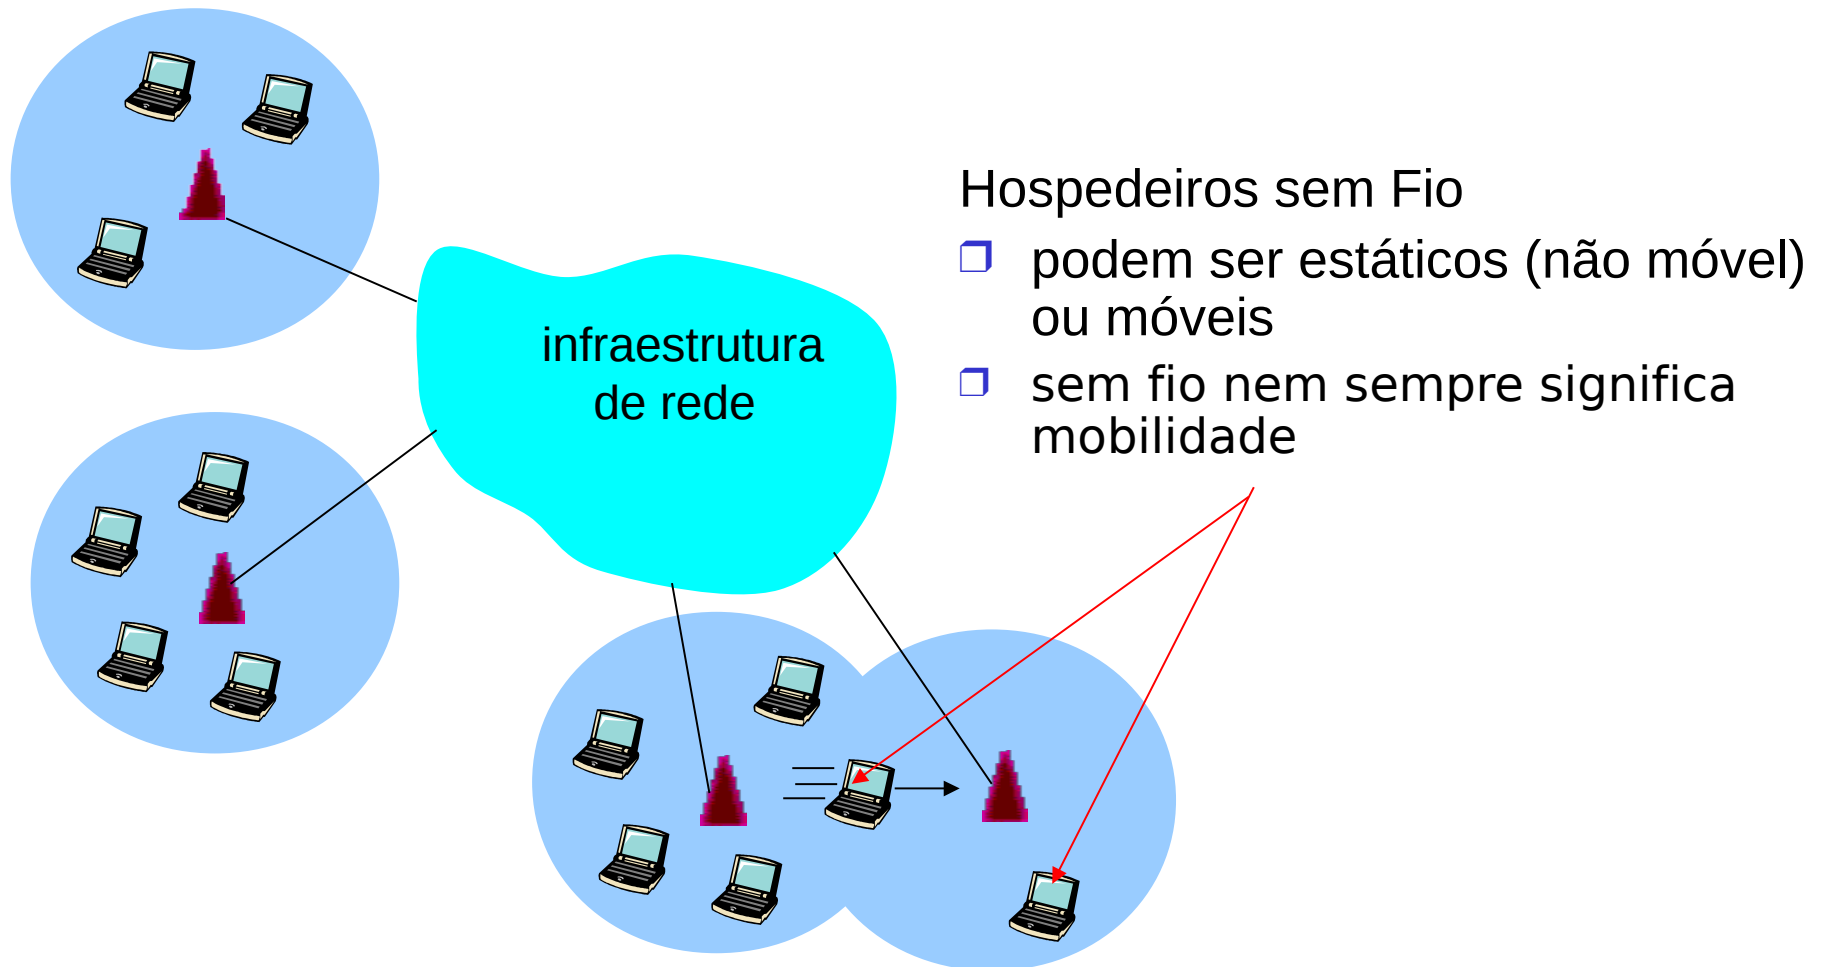 Hospedeiros sem Fio
podem ser estáticos (não móvel)
ou móveis
sem fio nem sempre significa
mobilidade
infraestrutura
de rede